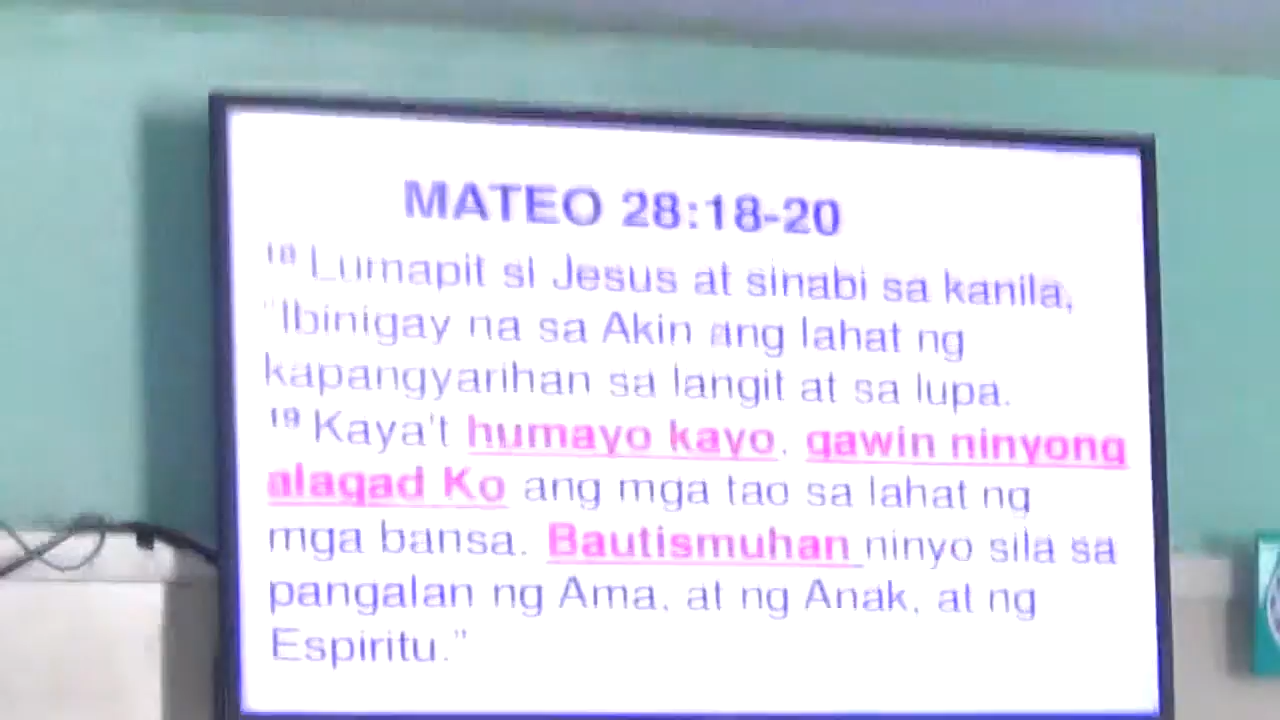 MATEO 28:18-20
18 Lumapit si Jesus at sinabi sa kanila,
"Ibinigay na sa Akin ang lahat ng
kapangyarihan sa langit at sa lupa.
19 Kaya't humayo kayo, gawin ninyong
alagad Ko ang mga tao sa lahat ng
mga bansa. Bautismuhan ninyo sila sa
pangalan ng Ama, at ng Anak, at ng
Espiritu."